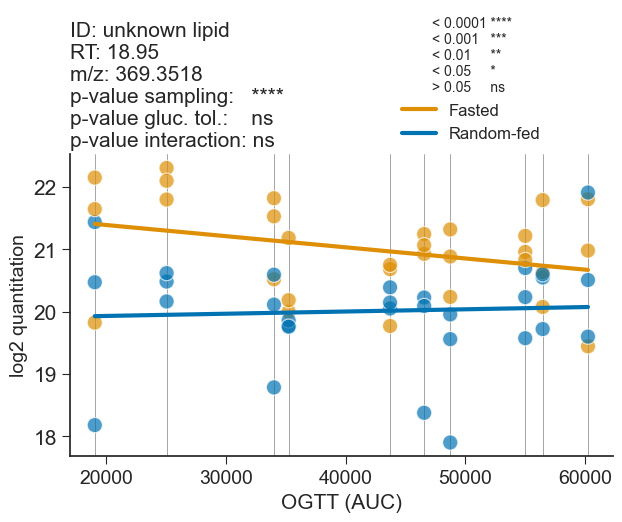 ID: unknown lipid
RT: 18.95
m/z: 369.3518
p-value sampling: ****
p-value gluc. tol.: ns
p-value interaction: ns
< 0.0001 ****
< 0.001 ***
< 0.01 **
< 0.05 *
> 0.05 ns
Fasted
Random-fed
log2 quantitation
22
21
20
19
18
20000 30000 40000 50000 60000
OGTT (AUC)